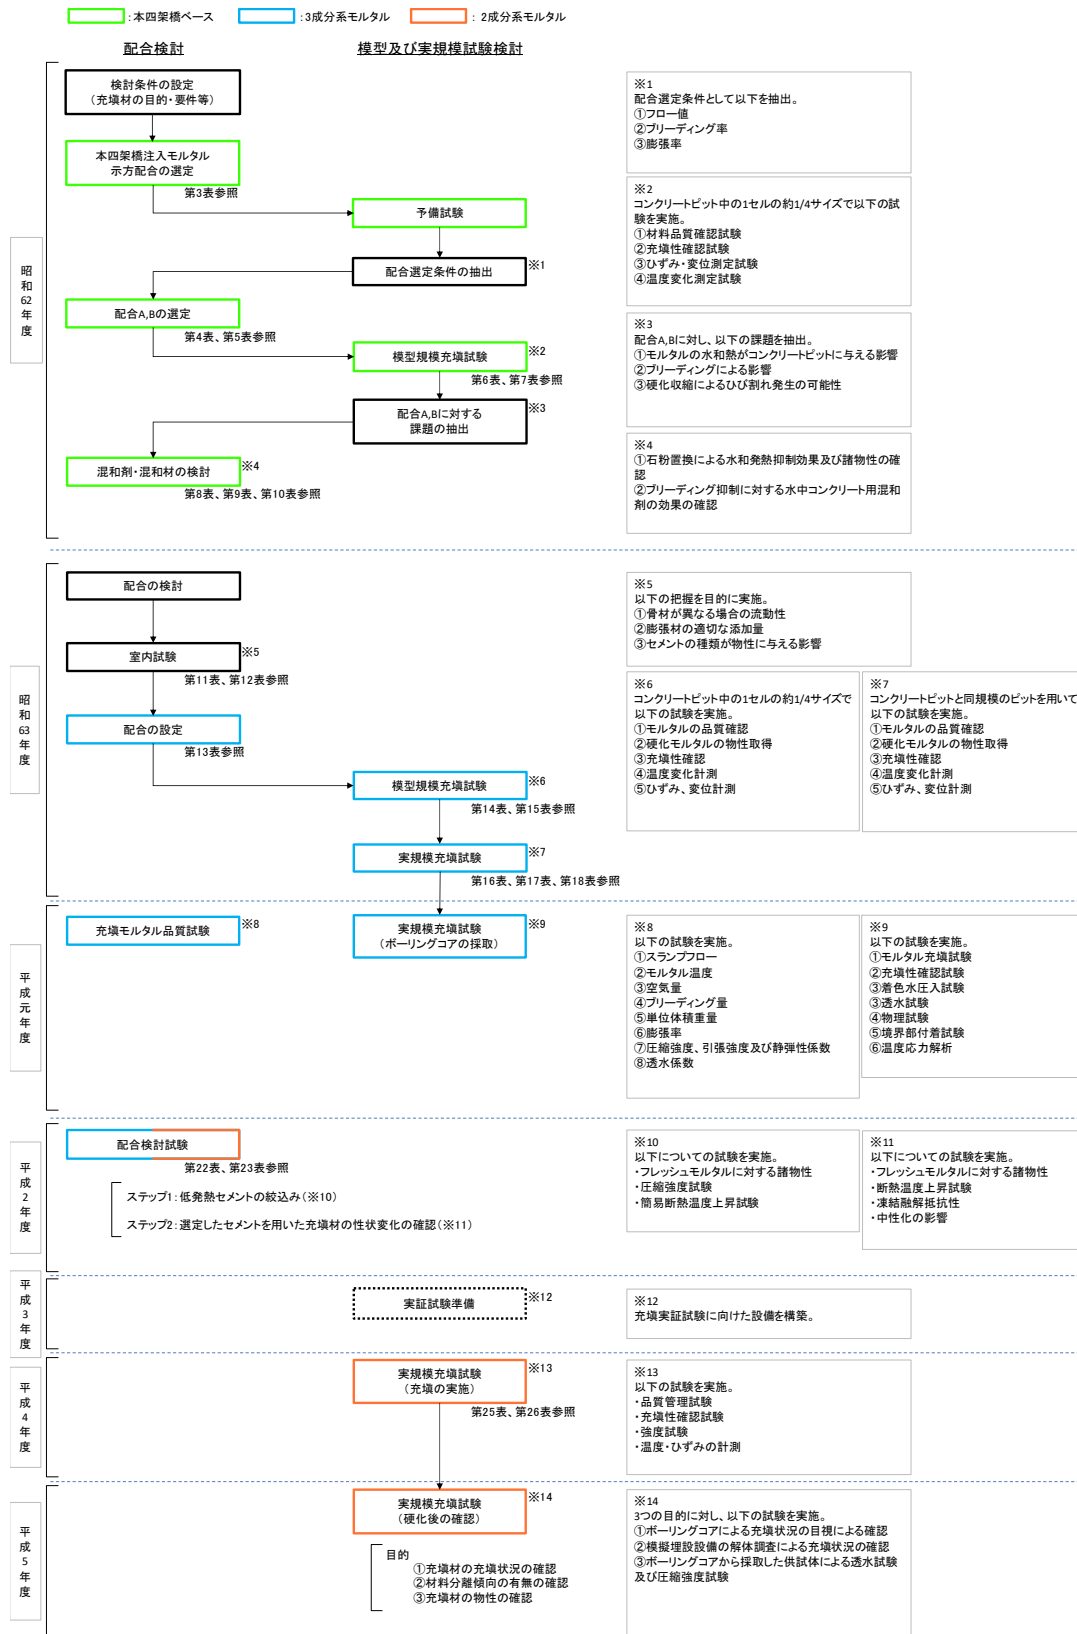 :本四架橋ベース
:3成分系モルタル
:2成分系モルタル
配合検討
模型及び実規模試験検討
昭和62年度
検討条件の設定
(充填材の目的・要件等)
本四架橋注入モルタル
示方配合の選定
第3表参照
予備試験
配合選定条件の抽出
※1
配合A,Bの選定
第4表、第5表参照
模型規模充填試験
※2
第6表、第7表参照
配合A,Bに対する
課題の抽出
※3
混和剤・混和材の検討
※4
第8表、第9表、第10表参照
※1
配合選定条件として以下を抽出。
①フロー値
②ブリーディング率
③膨張率
※2
コンクリートピット中の1セルの約1/4サイズで以下の試
験を実施。
①材料品質確認試験
②充填性確認試験
③ひずみ・変位測定試験
④温度変化測定試験
※3
配合A,Bに対し、以下の課題を抽出。
①モルタルの水和熱がコンクリートピットに与える影響
②ブリーディングによる影響
③硬化収縮によるひび割れ発生の可能性
※4
①石粉置換による水和発熱抑制効果及び諸物性の確
認
②ブリーディング抑制に対する水中コンクリート用混和
剤の効果の確認
昭和63年度
配合の検討
室内試験
※5
第11表、第12表参照
配合の設定
第13表参照
模型規模充填試験
※6
第14表、第15表参照
実規模充填試験
※7
第16表、第17表、第18表参照
※5
以下の把握を目的に実施。
①骨材が異なる場合の流動性
②膨張材の適切な添加量
③セメントの種類が物性に与える影響
※6
コンクリートピット中の1セルの約1/4サイズで
以下の試験を実施。
①モルタルの品質確認
②硬化モルタルの物性取得
③充填性確認
④温度変化計測
⑤ひずみ、変位計測
※7
コンクリートピットと同規模のピットを用いて
以下の試験を実施。
①モルタルの品質確認
②硬化モルタルの物性取得
③充填性確認
④温度変化計測
⑤ひずみ、変位計測
平成元年度
充填モルタル品質試験
※8
実規模充填試験
(ボーリングコアの採取)
※9
※8
以下の試験を実施。
①スランプフロー
②モルタル温度
③空気量
④ブリーディング量
⑤単位体積重量
⑥膨張率
⑦圧縮強度、引張強度及び静弾性係数
⑧透水係数
※9
以下の試験を実施。
①モルタル充填試験
②充填性確認試験
③着色水圧入試験
③透水試験
④物理試験
⑤境界部付着試験
⑥温度応力解析
平成2年度
配合検討試験
第22表、第23表参照
ステップ1:低発熱セメントの絞込み(※10)
ステップ2:選定したセメントを用いた充填材の性状変化の確認(※11)
※10
以下についての試験を実施。
・フレッシュモルタルに対する諸物性
・圧縮強度試験
・簡易断熱温度上昇試験
※11
以下についての試験を実施。
・フレッシュモルタルに対する諸物性
・断熱温度上昇試験
・凍結融解抵抗性
・中性化の影響
平成3年度
実証試験準備
※12
※12
充填実証試験に向けた設備を構築。
平成4年度
実規模充填試験
(充填の実施)
※13
第25表、第26表参照
※13
以下の試験を実施。
・品質管理試験
・充填性確認試験
・強度試験
・温度・ひずみの計測
平成5年度
実規模充填試験
(硬化後の確認)
※14
目的
①充填材の充填状況の確認
②材料分離傾向の有無の確認
③充填材の物性の確認
※14
3つの目的に対し、以下の試験を実施。
①ボーリングコアによる充填状況の目視による確認
②模擬埋設設備の解体調査による充填状況の確認
③ボーリングコアから採取した供試体による透水試験
及び圧縮強度試験